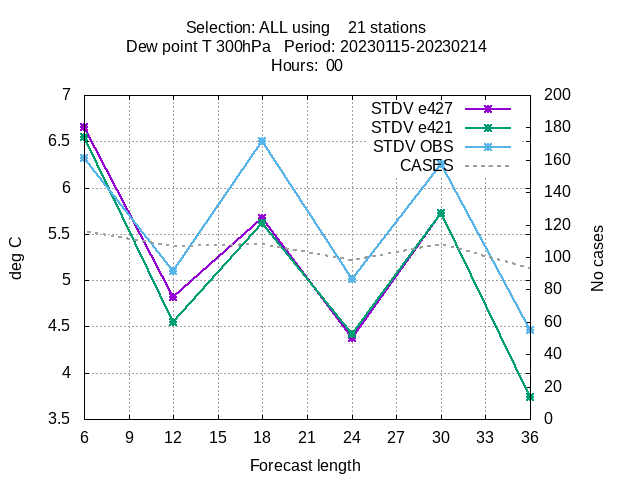 Selection: ALL using 21 stations
Dew point T 300hPa Period: 20230115-20230214
Hours: 00
STDV e427
STDV e421
STDV OBS
CASES
7
6.5
6
5.5
5
4.5
4
3.5
200
180
160
140
120
100
80
60
40
20
0
deg C
No cases
6 9 12 15 18 21 24 27 30 33 36
Forecast length